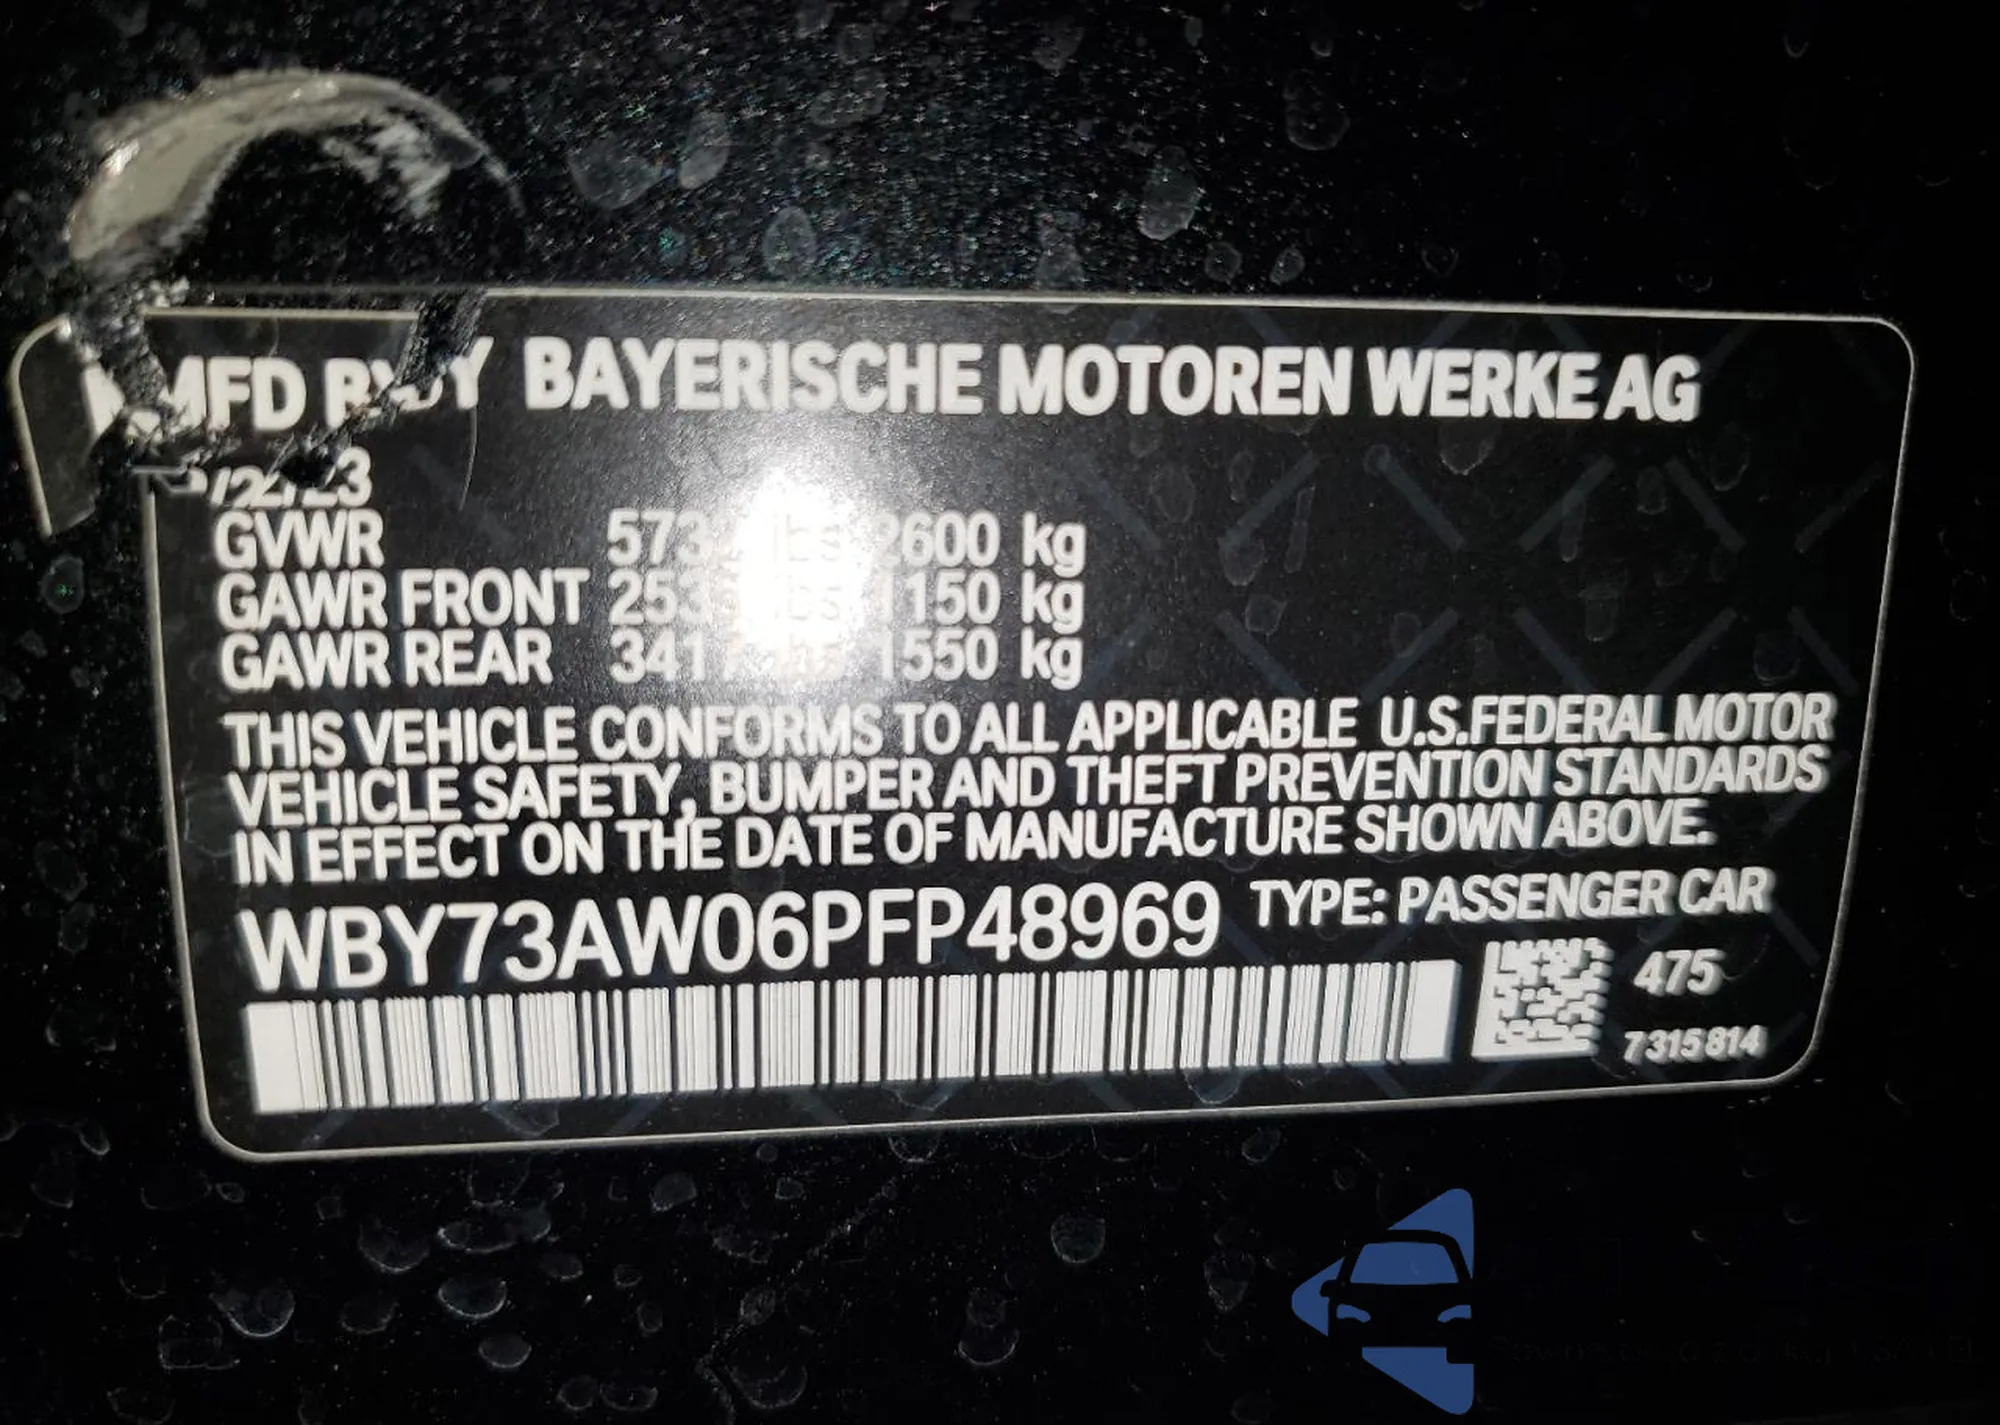 MFD BY BAYERISCHE MOTOREN WERKE AG
GVWR 2600 kg
GAWR FRONT 1150 kg
GAWR REAR 1550 kg
THIS VEHICLE CONFORMS TO ALL APPLICABLE U.S.FEDERAL MOTOR
VEHICLE SAFETY, BUMPER AND THEFT PREVENTION STANDARDS
IN EFFECT ON THE DATE OF MANUFACTURE SHOWN ABOVE.
WBY73AW06PFP48969 TYPE: PASSENGER CAR
475
7315814